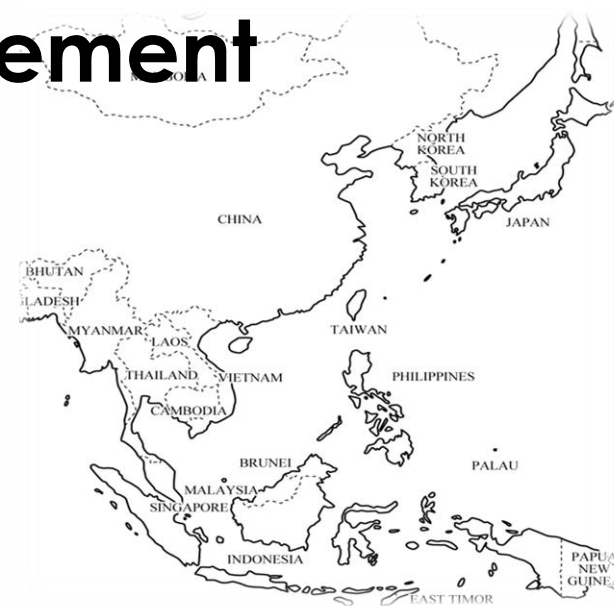 ement
NORTH
KOREA
SOUTH
KOREA
CHINA
JAPAN
BHUTAN
LADESH
TAIWAN
MYANMAR
LAOS
THAILAND
VIETNAM
PHILIPPINES
CAMBODIA
BRUNEI
PALAU
MALAYSIA
SINGAPORE
INDONESIA
PAPUA
NEW
GUINE
EAST TIMOR